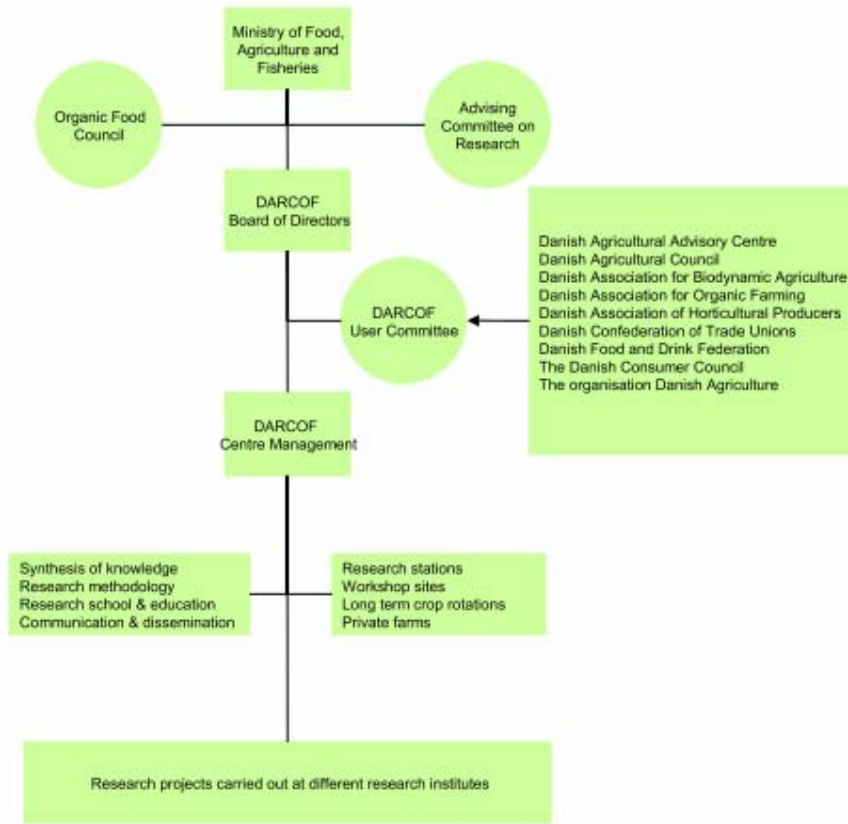 Ministry of Food,
Agriculture and
Fisheries
Organic Food
Council
Advising
Committee on
Research
DARCOF
Board of Directors
Danish Agricultural Advisory Centre
Danish Agricultural Council
Danish Association for Biodynamic Agriculture
Danish Association for Organic Farming
Danish Association of Horticultural Producers
Danish Confederation of Trade Unions
Danish Food and Drink Federation
The Danish Consumer Council
The organisation Danish Agriculture
DARCOF
User Committee
DARCOF
Centre Management
Synthesis of knowledge
Research methodology
Research school & education
Communication & dissemination
Research stations
Workshop sites
Long term crop rotations
Private farms
Research projects carried out at different research institutes